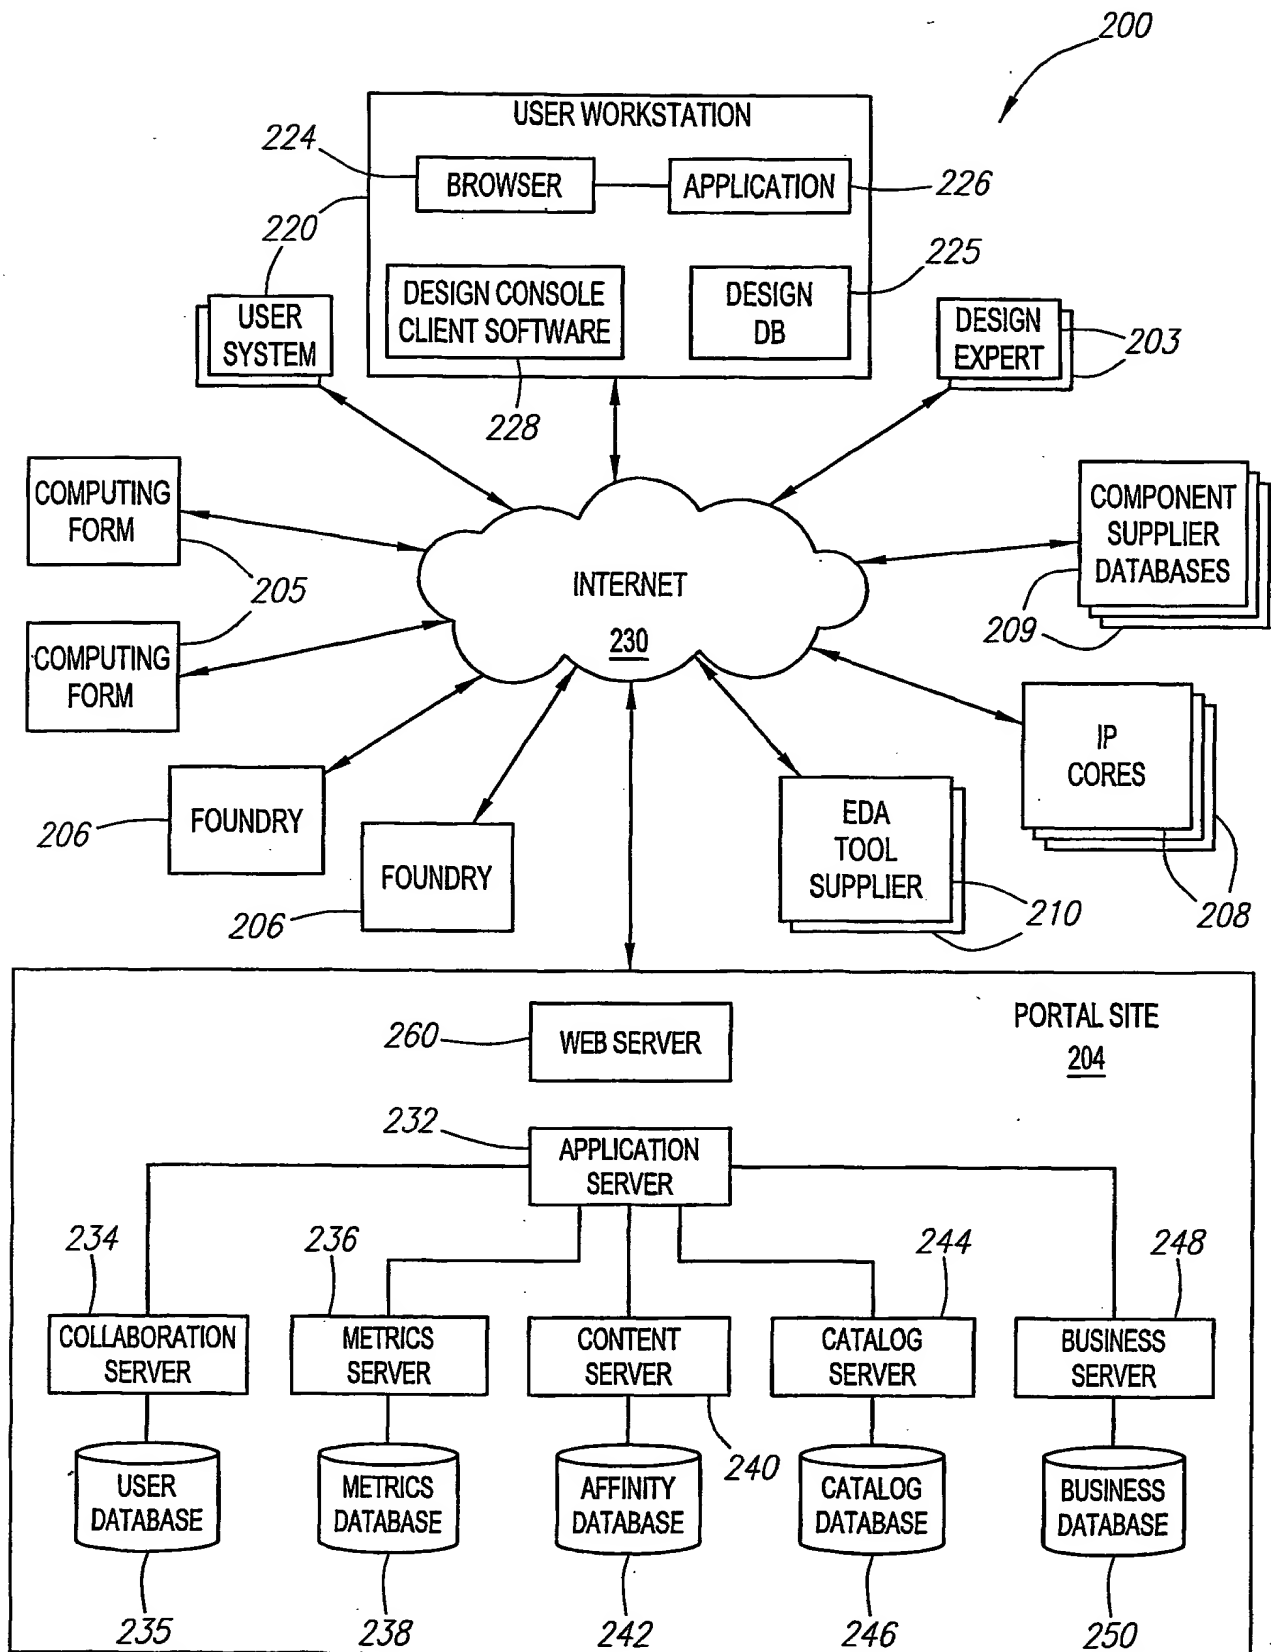 200
USER WORKSTATION
224
BROWSER
APPLICATION
226
220
225
DESIGN CONSOLE
CLIENT SOFTWARE
DESIGN
DB
USER
SYSTEM
DESIGN
EXPERT
203
228
COMPUTING
FORM
COMPONENT
SUPPLIER
DATABASES
205
INTERNET
230
209
COMPUTING
FORM
IP
CORES
206
FOUNDRY
FOUNDRY
206
EDA
TOOL
SUPPLIER
210
208
260
WEB SERVER
PORTAL SITE
204
232
APPLICATION
SERVER
234
236
244
248
COLLABORATION
SERVER
METRICS
SERVER
CONTENT
SERVER
CATALOG
SERVER
BUSINESS
SERVER
240
USER
DATABASE
METRICS
DATABASE
AFFINITY
DATABASE
CATALOG
DATABASE
BUSINESS
DATABASE
235
238
242
246
250